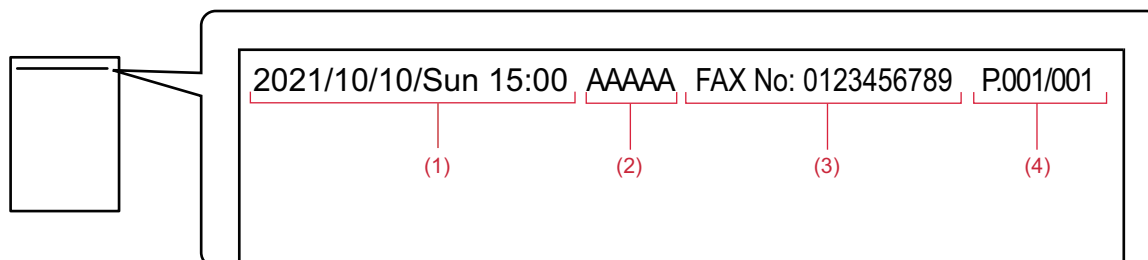 2021/10/10/Sun 15:00 AAAAA FAX No: 0123456789 P.001/001
(1) (2) (3) (4)